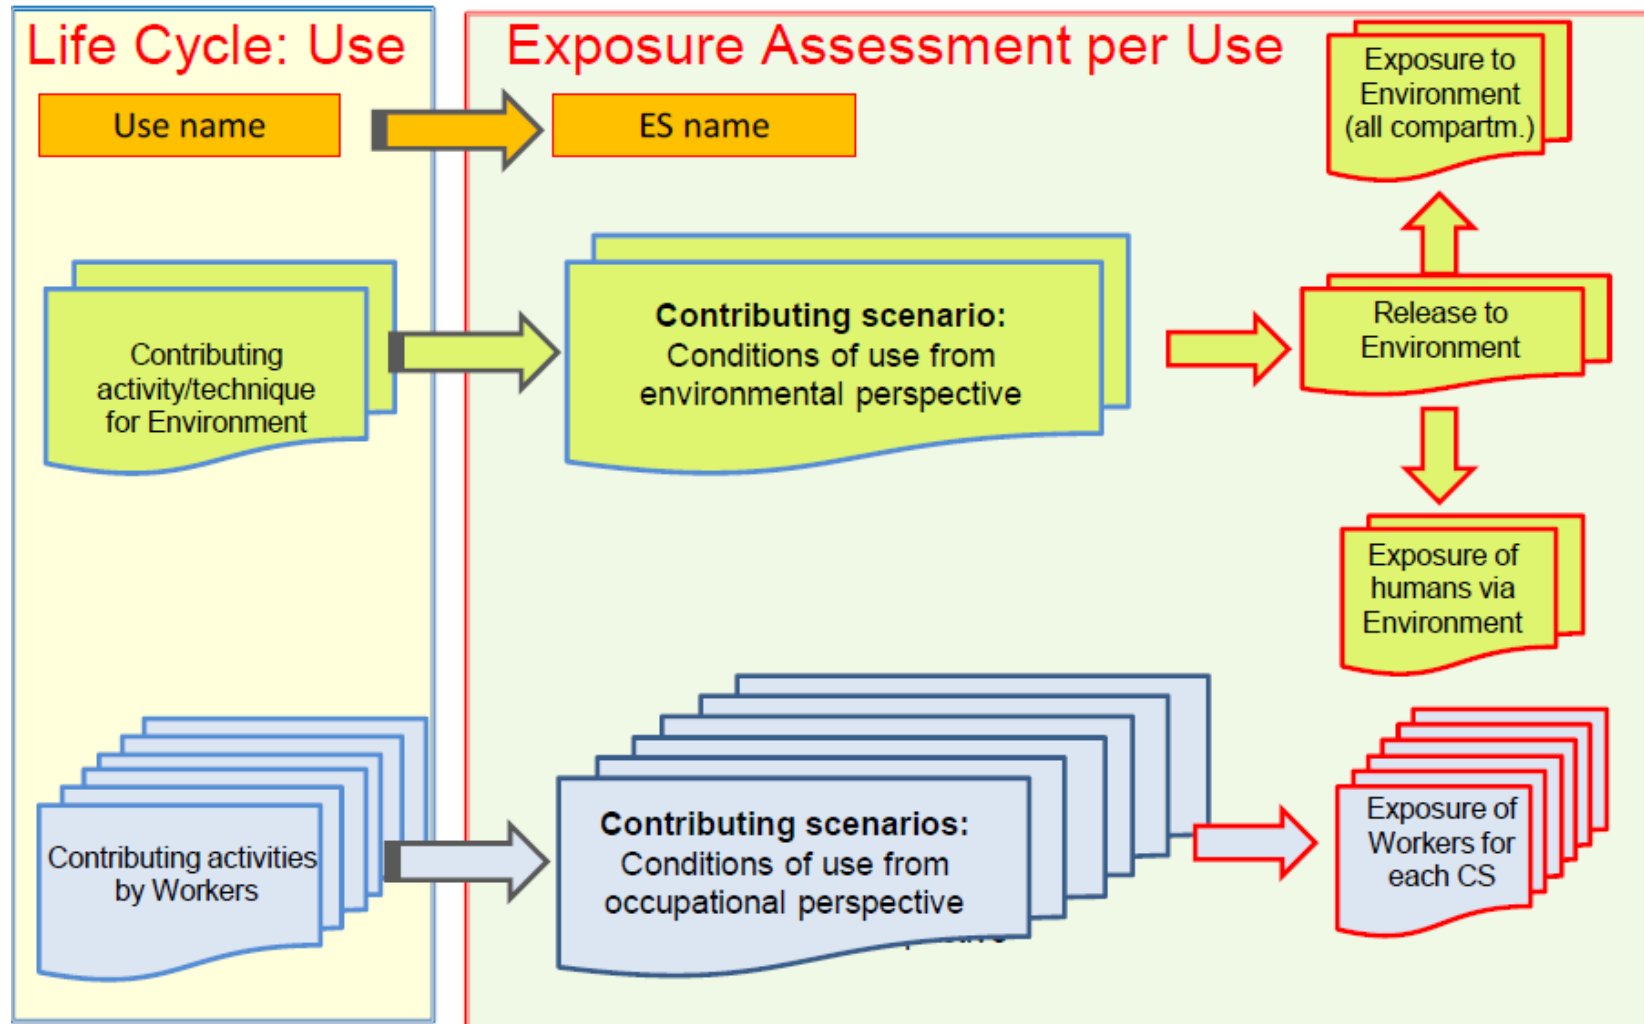 Life Cycle: Use
Exposure Assessment per Use
Use name
ES name
Exposure to
Environment
(all compartm.)
Contributing
activity/technique
for Environment
Contributing scenario:
Conditions of use from
environmental perspective
Release to
Environment
Exposure of
humans via
Environment
Contributing activities
by Workers
Contributing scenarios:
Conditions of use from
occupational perspective
Exposure of
Workers for
each CS